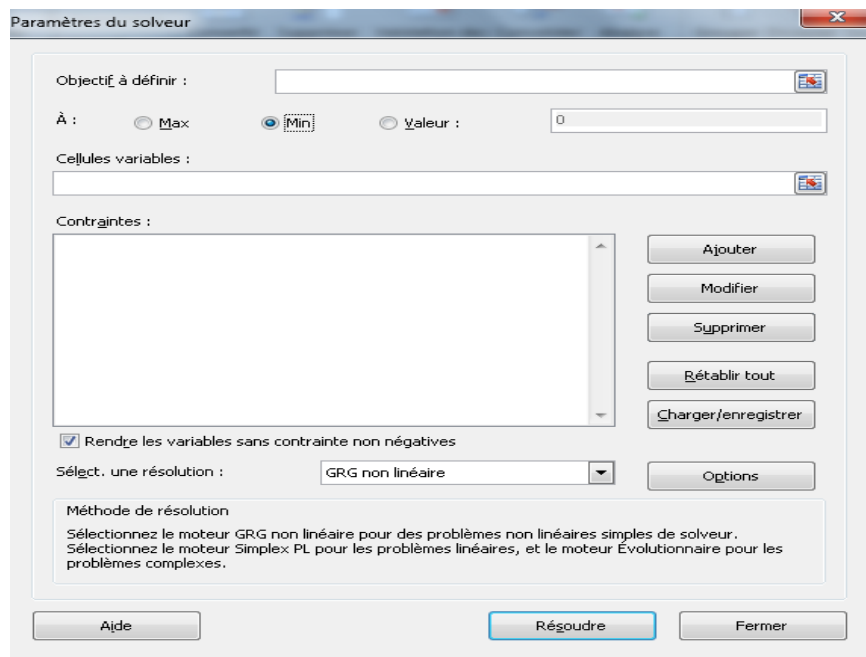 Paramètres du solveur
Objectif à définir :
À : Max Min Valeur : 0
Cellules variables :
Contraintes :
Ajouter
Modifier
Supprimer
Rétablir tout
Charger/enregistrer
Rendre les variables sans contrainte non négatives
Sélect. une résolution : GRG non linéaire Options
Méthode de résolution
Sélectionnez le moteur GRG non linéaire pour des problèmes non linéaires simples de solveur.
Sélectionnez le moteur Simplex PL pour les problèmes linéaires, et le moteur Évolutionnaire pour les
problèmes complexes.
Aide Résoudre Fermer